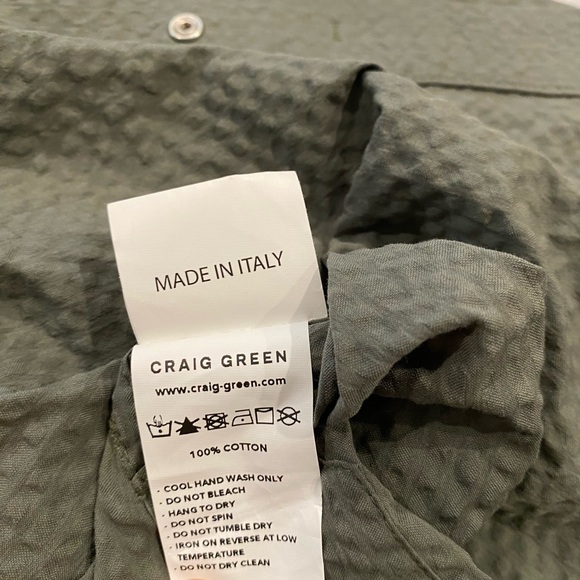 MADE IN ITALY
CRAIG GREEN
www.craig-green.com
100% COTTON
- COOL HAND WASH ONLY
- DO NOT BLEACH
- HANG TO DRY
- DO NOT SPIN
- DO NOT TUMBLE DRY
- IRON ON REVERSE AT LOW
TEMPERATURE
- DO NOT DRY CLEAN